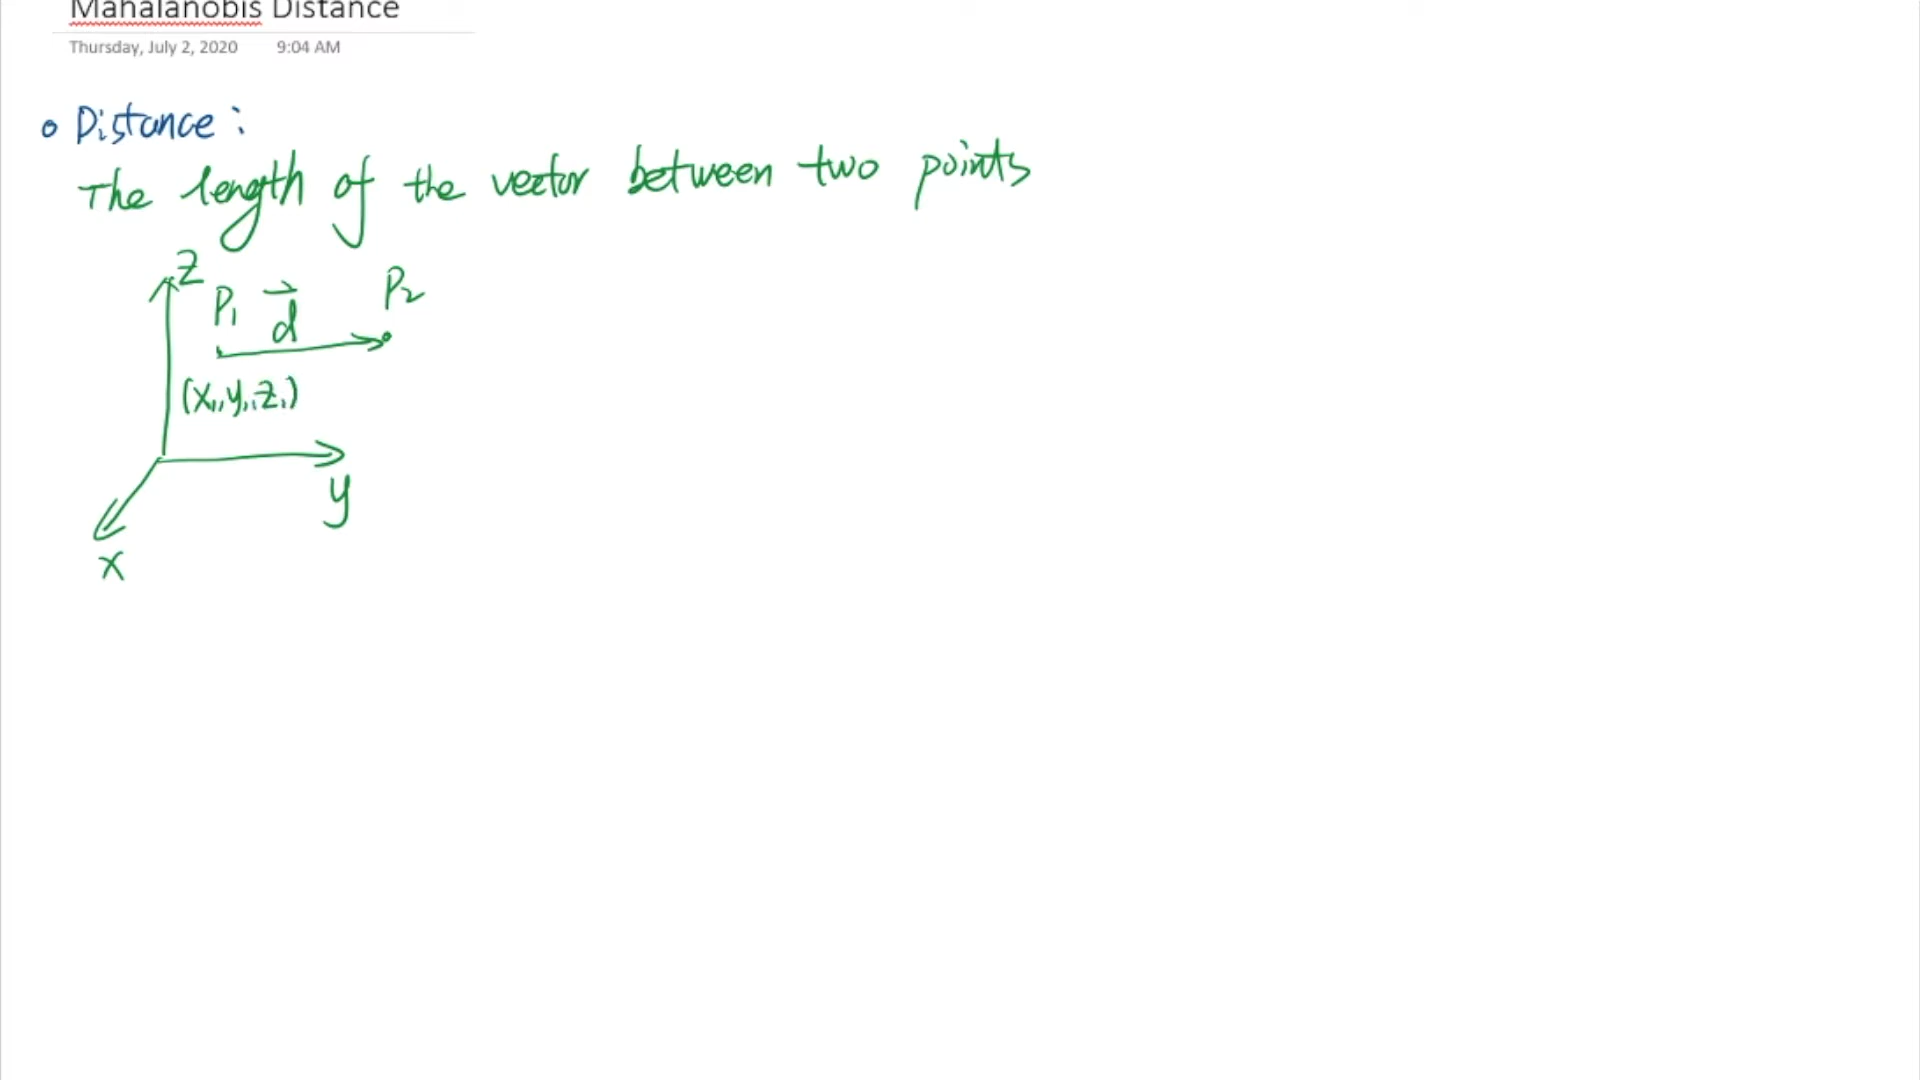 Mahalanobis Distance
Thursday, July 2, 2020 9:04 AM
Distance:
The length of the vector between two points
Z
P₁ d⃗ P₂
(x₁,y₁,z₁)
y
x